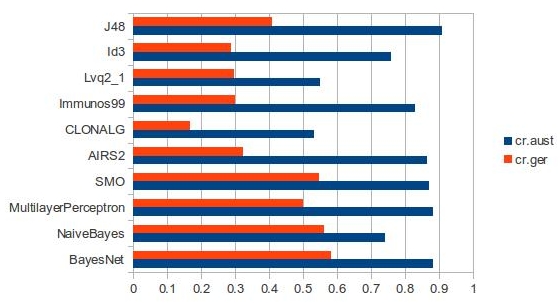 J48
Id3
Lvq2_1
Immunos99
CLONALG
AIRS2
SMO
MultilayerPerceptron
NaiveBayes
BayesNet
cr.aust
cr.ger
0 0.1 0.2 0.3 0.4 0.5 0.6 0.7 0.8 0.9 1